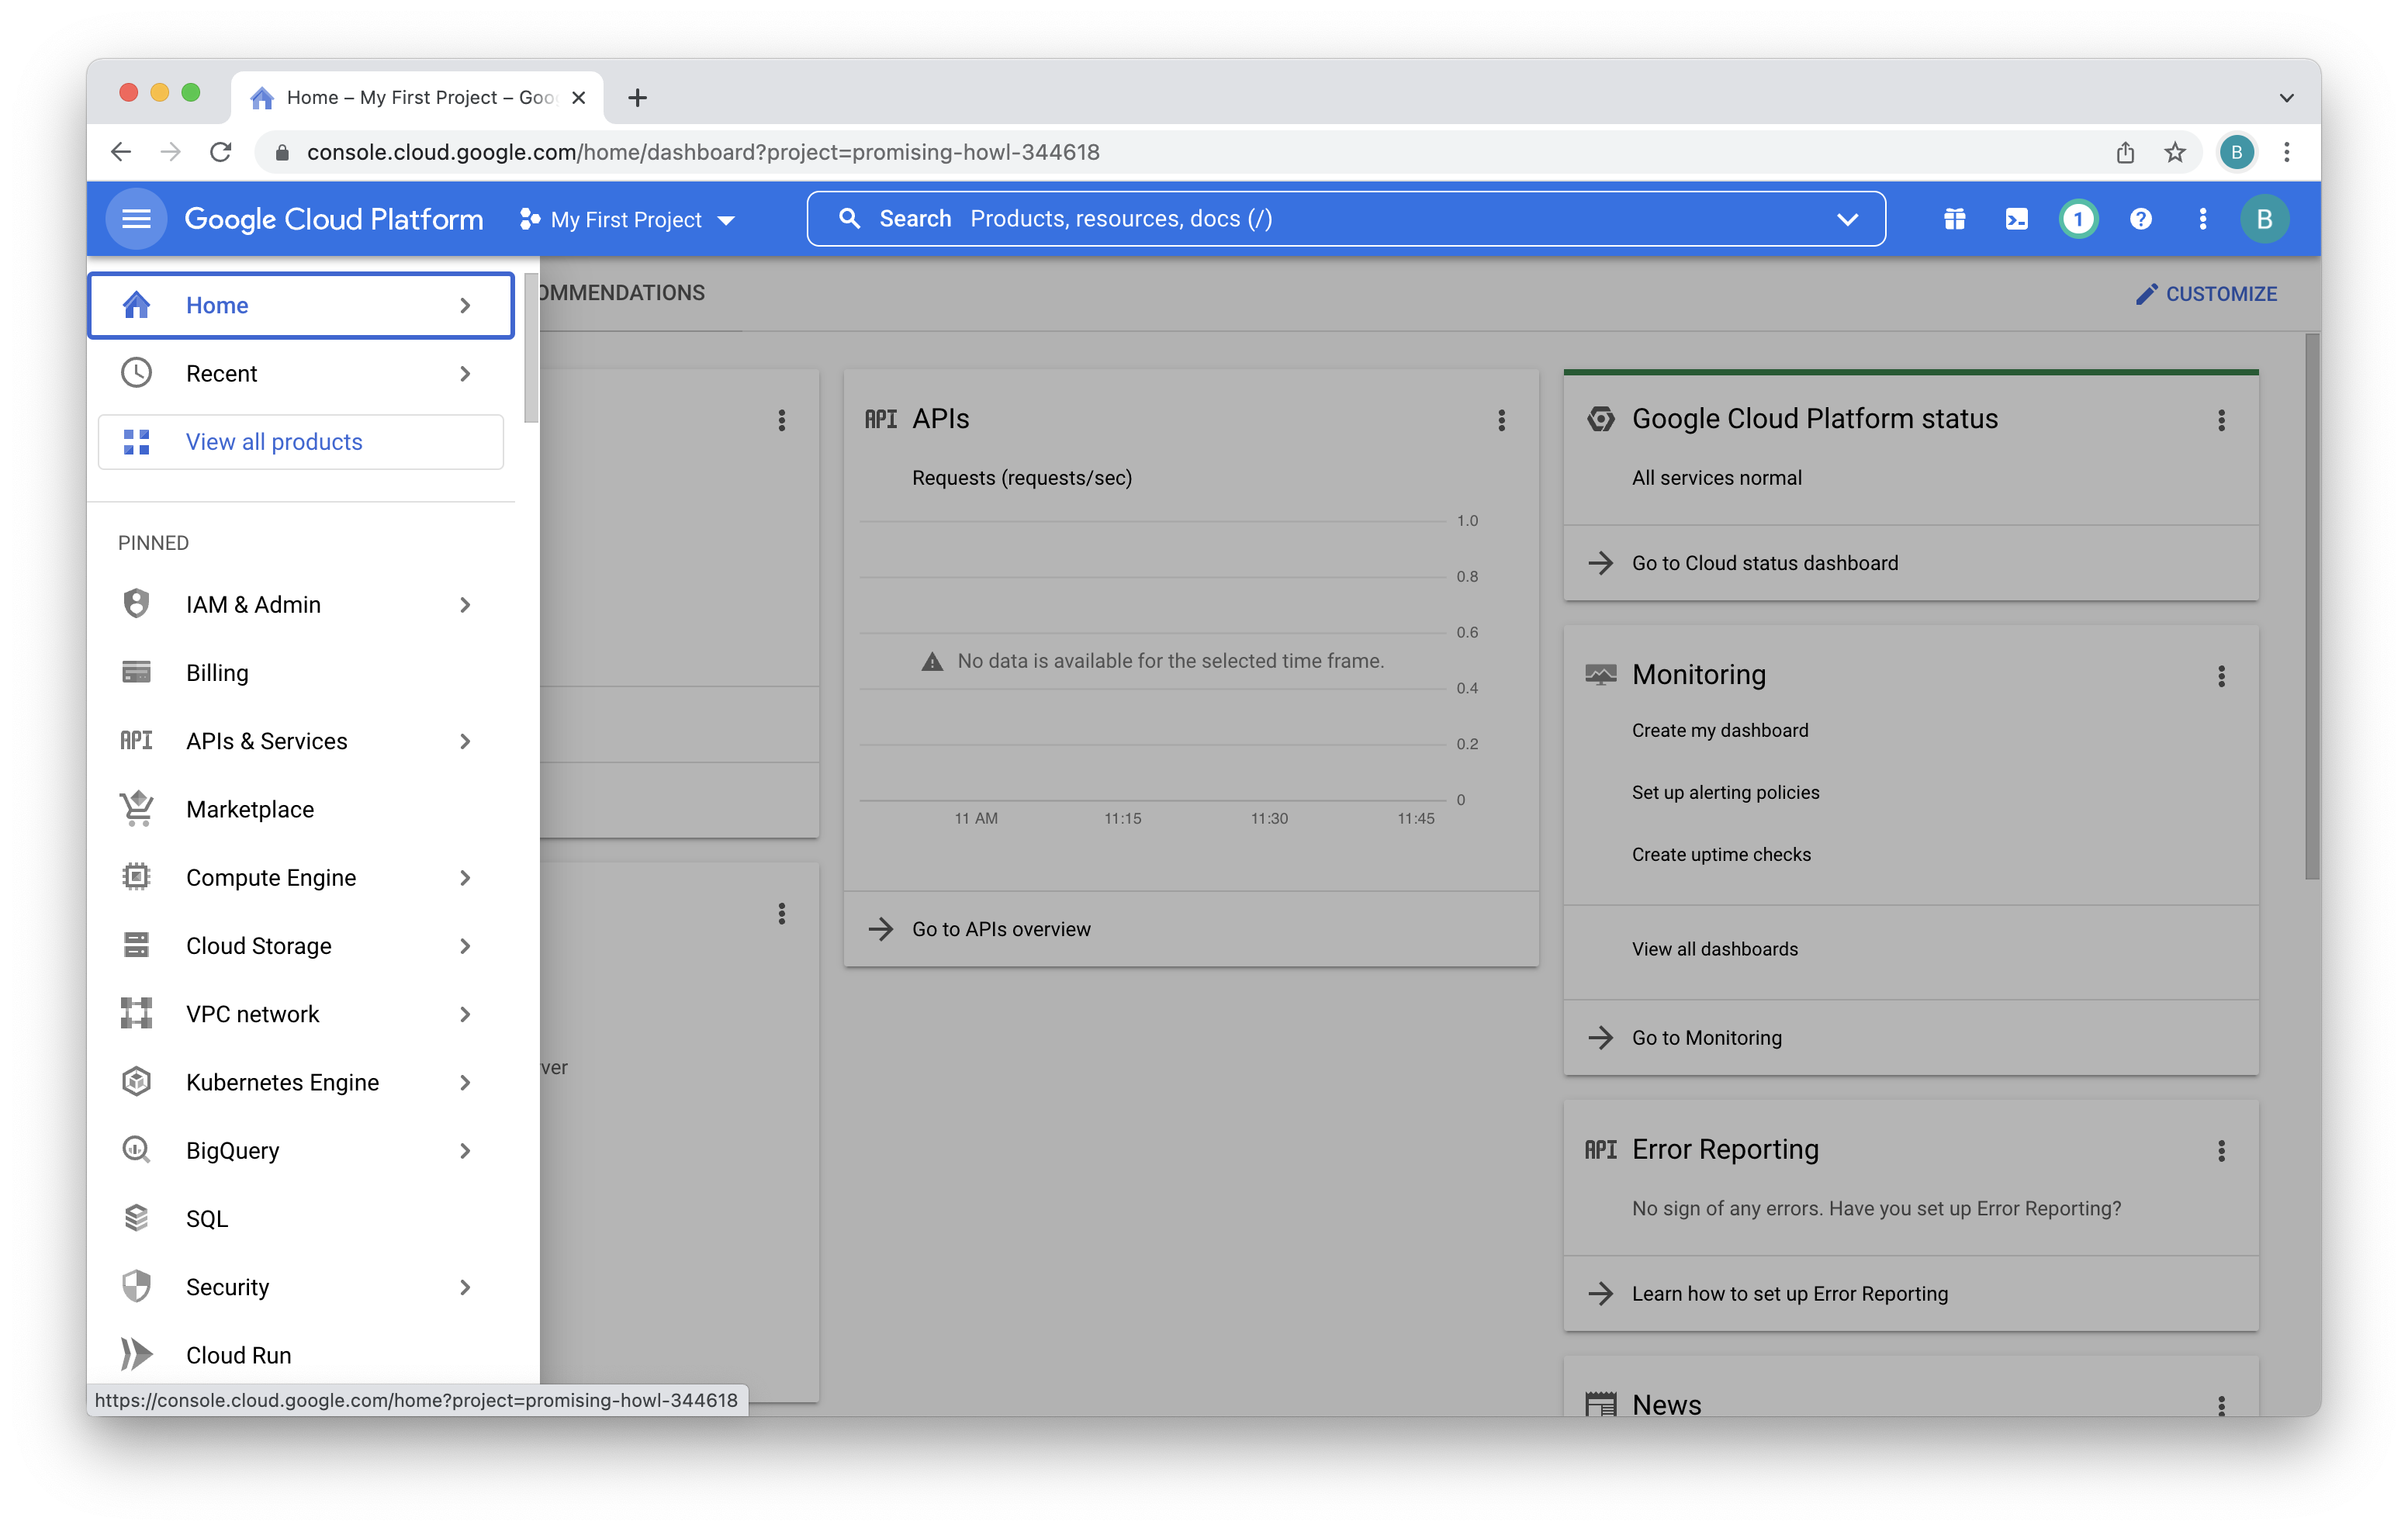 Home – My First Project – Goo
console.cloud.google.com/home/dashboard?project=promising-howl-344618
B
Google Cloud Platform
My First Project
Search Products, resources, docs (/)
1
?
B
Home
OMMENDATIONS
CUSTOMIZE
Recent
View all products
PINNED
IAM & Admin
Billing
API APIs & Services
Marketplace
Compute Engine
Cloud Storage
VPC network
Kubernetes Engine
BigQuery
SQL
Security
Cloud Run
https://console.cloud.google.com/home?project=promising-howl-344618
ver
API APIs
Requests (requests/sec)
1.0
0.8
0.6
No data is available for the selected time frame.
0.4
0.2
0
11 AM 11:15 11:30 11:45
Go to APIs overview
Google Cloud Platform status
All services normal
Go to Cloud status dashboard
Monitoring
Create my dashboard
Set up alerting policies
Create uptime checks
View all dashboards
Go to Monitoring
API Error Reporting
No sign of any errors. Have you set up Error Reporting?
Learn how to set up Error Reporting
News